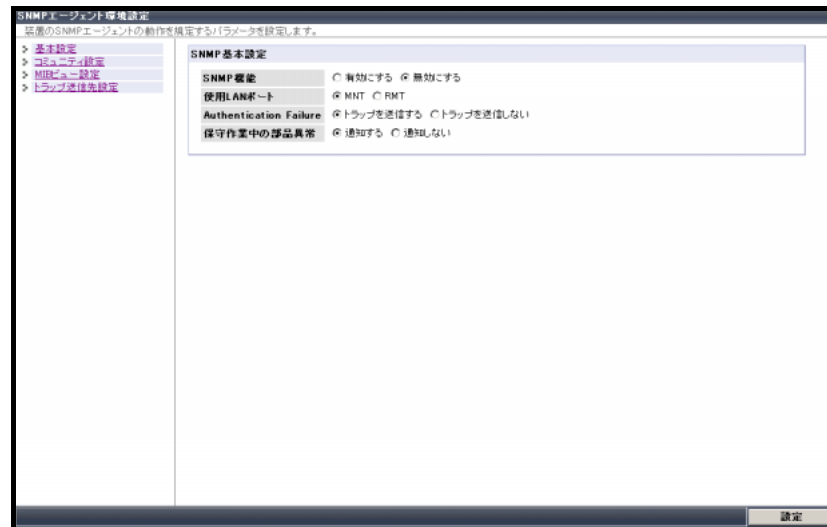 SNMPエージェント環境設定
装置のSNMPエージェントの動作を規定するパラメータを設定します。
> 基本設定
> コミュニティ設定
> MIBビュー設定
> トラップ送信先設定
SNMP基本設定
SNMP機能 有効にする 無効にする
使用LANポート MNT RMT
Authentication Failure トラップを送信する トラップを送信しない
保守作業中の部品異常 通知する 通知しない
設定